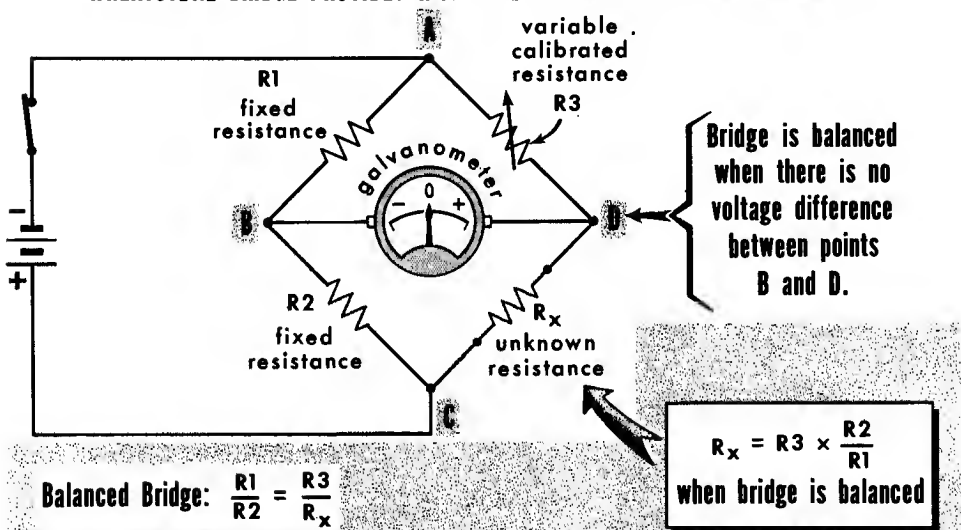 A
variable
calibrated
resistance
R3
R1
fixed
resistance
galvanometer
- 0 +
B
D
Bridge is balanced
when there is no
voltage difference
between points
B and D.
-
+
R2
fixed
resistance
Rx
unknown
resistance
C
Rx = R3 × R2/R1
when bridge is balanced
Balanced Bridge: R1/R2 = R3/Rx